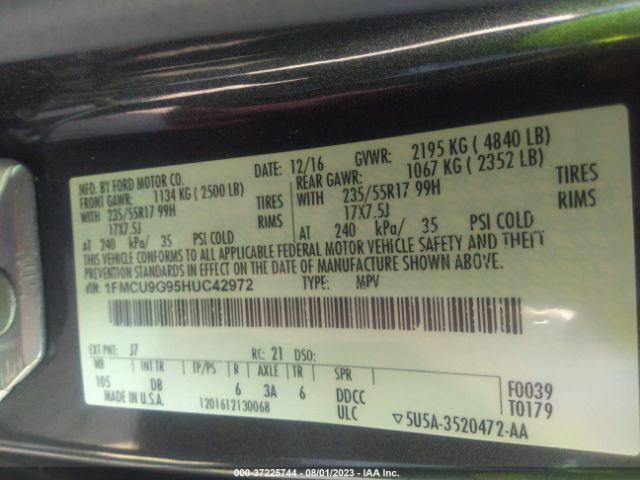 MFD. BY FORD MOTOR CO. DATE: 12/16 GVWR: 2195 KG ( 4840 LB)
FRONT GAWR: 1134 KG ( 2500 LB) REAR GAWR: 1067 KG ( 2352 LB)
WITH 235/55R17 99H TIRES WITH 235/55R17 99H TIRES
17X7.5J RIMS 17X7.5J RIMS
AT 240 kPa/ 35 PSI COLD AT 240 kPa/ 35 PSI COLD
THIS VEHICLE CONFORMS TO ALL APPLICABLE FEDERAL MOTOR VEHICLE SAFETY AND THEFT
PREVENTION STANDARDS IN EFFECT ON THE DATE OF MANUFACTURE SHOWN ABOVE.
VIN: 1FMCU9G95HUC42972 TYPE: MPV
EXT PNT: J7 RC: 21 DSO:
WB INT TR TP/PS R AXLE TR SPR
105 DB 6 3A 6 DDCC F0039
MADE IN U.S.A. 1201612130068 ULC T0179
▽5U5A-3520472-AA
000-37225744 - 08/01/2023 - IAA Inc.